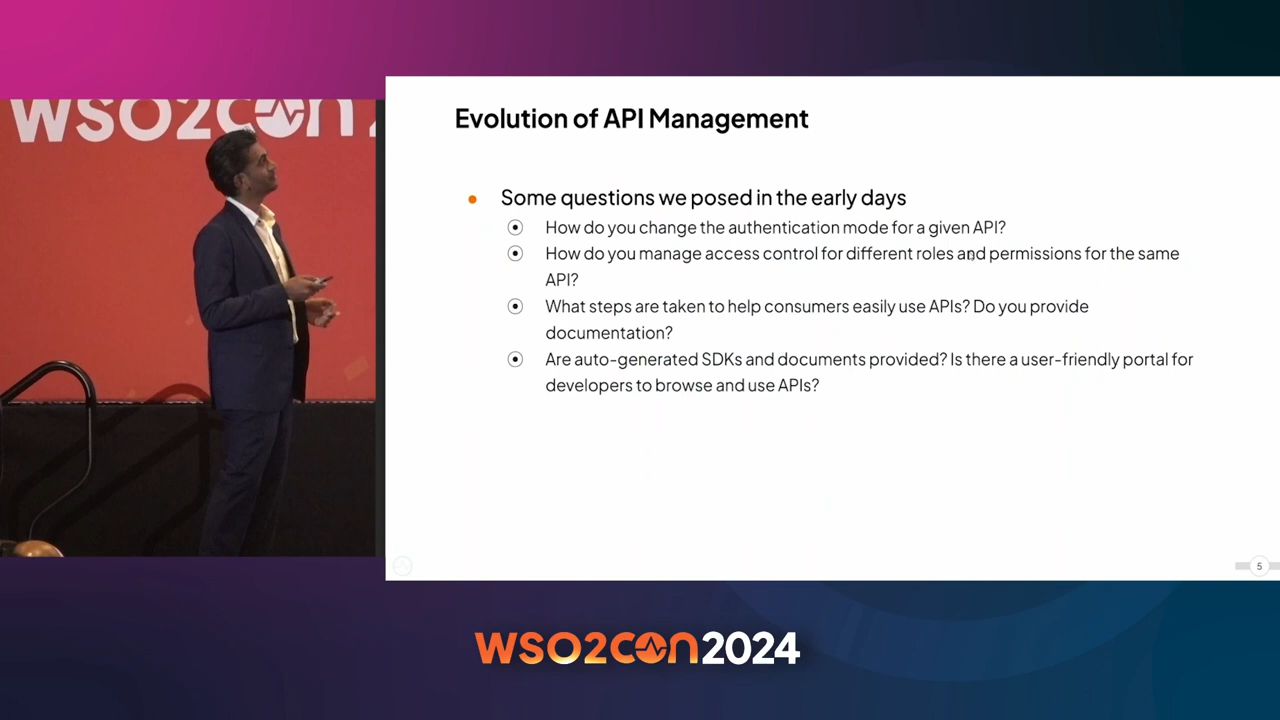 WSO2CON 2
Evolution of API Management
Some questions we posed in the early days
How do you change the authentication mode for a given API?
How do you manage access control for different roles and permissions for the same
API?
What steps are taken to help consumers easily use APIs? Do you provide
documentation?
Are auto-generated SDKs and documents provided? Is there a user-friendly portal for
developers to browse and use APIs?
5
WSO2CON2024